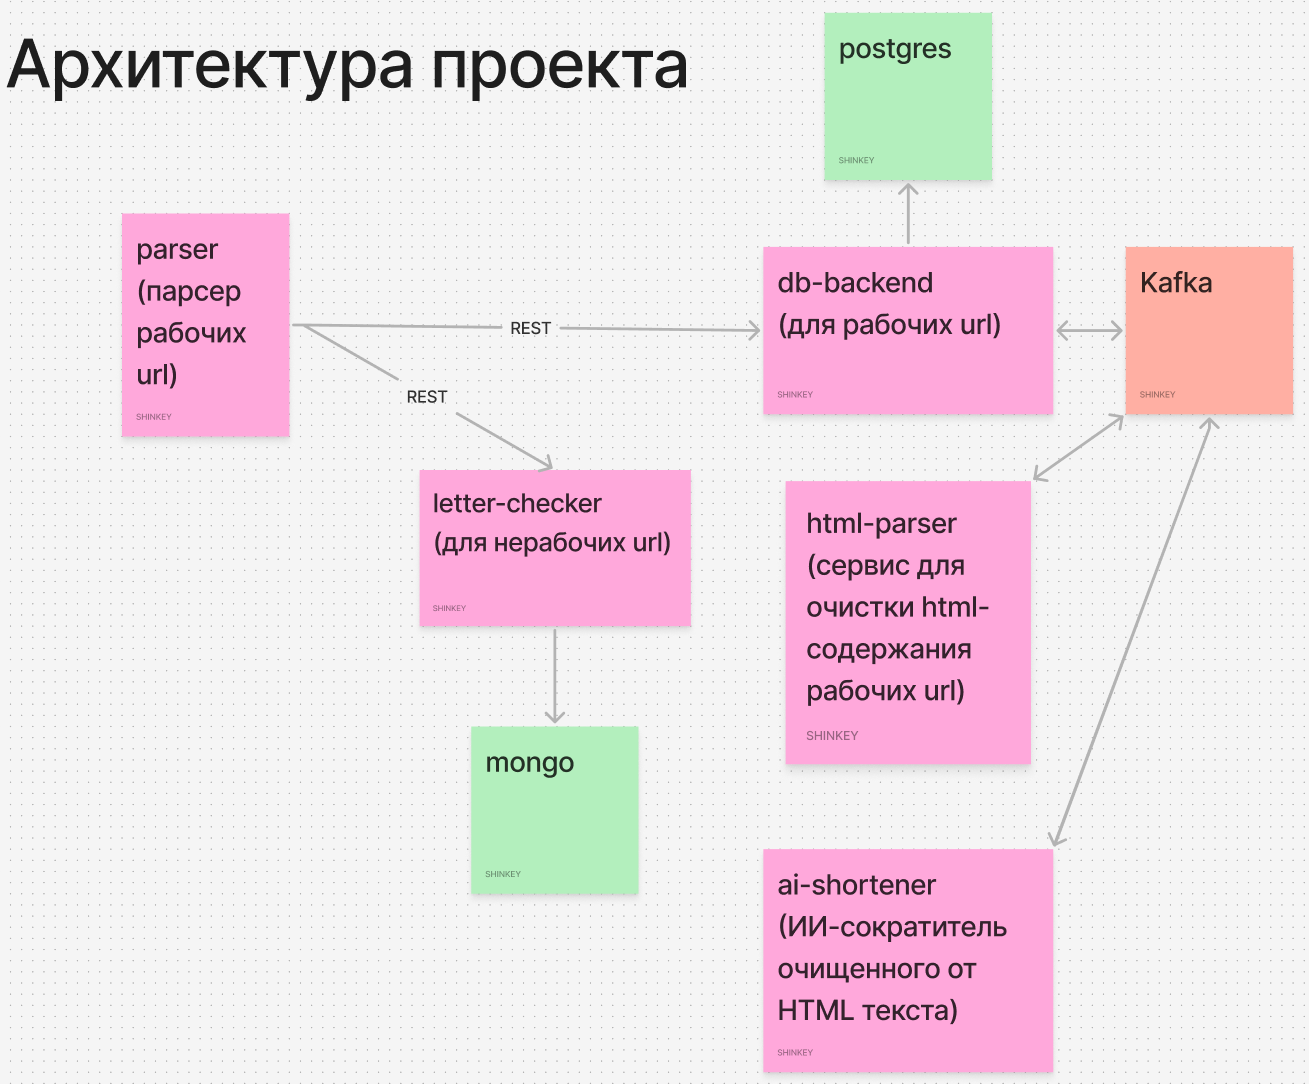 Архитектура проекта
postgres
SHINKEY
parser
(парсер
рабочих
url)
SHINKEY
REST
REST
db-backend
(для рабочих url)
SHINKEY
Kafka
SHINKEY
letter-checker
(для нерабочих url)
SHINKEY
html-parser
(сервис для
очистки html-
содержания
рабочих url)
SHINKEY
mongo
SHINKEY
ai-shortener
(ИИ-сократитель
очищенного от
HTML текста)
SHINKEY